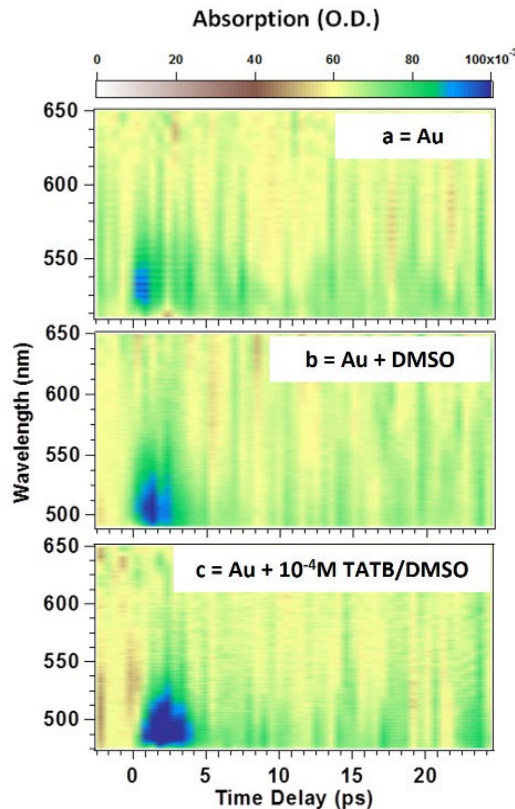 Absorption (O.D.)
0 20 40 60 80 100x10⁻³
650
a = Au
600
550
650
b = Au + DMSO
600
550
500
650
c = Au + 10⁻⁴M TATB/DMSO
600
550
500
0 5 10 15 20
Wavelength (nm)
Time Delay (ps)